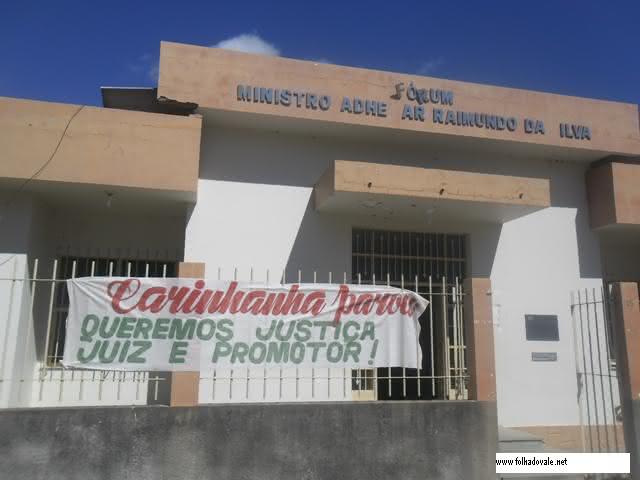 FÓRUM
MINISTRO ADHE AR RAIMUNDO DA ILVA
Carinhanha parou
QUEREMOS JUSTIÇA
JUIZ E PROMOTOR!
www.folhadovale.net